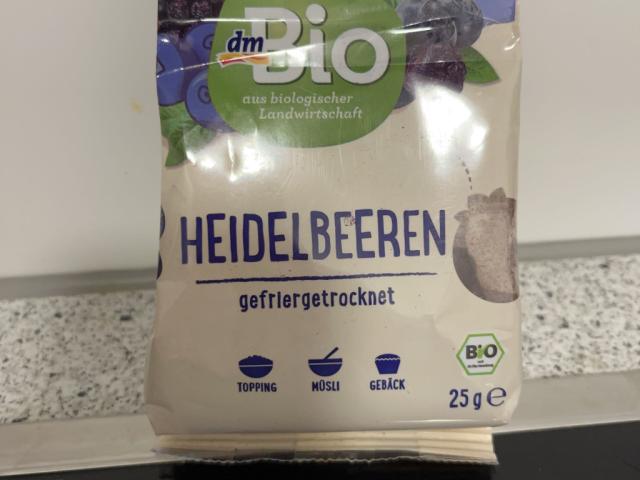 dm Bio
aus biologischer
Landwirtschaft
HEIDELBEEREN
gefriergetrocknet
TOPPING MÜSLI GEBÄCK
BiO
25 g e